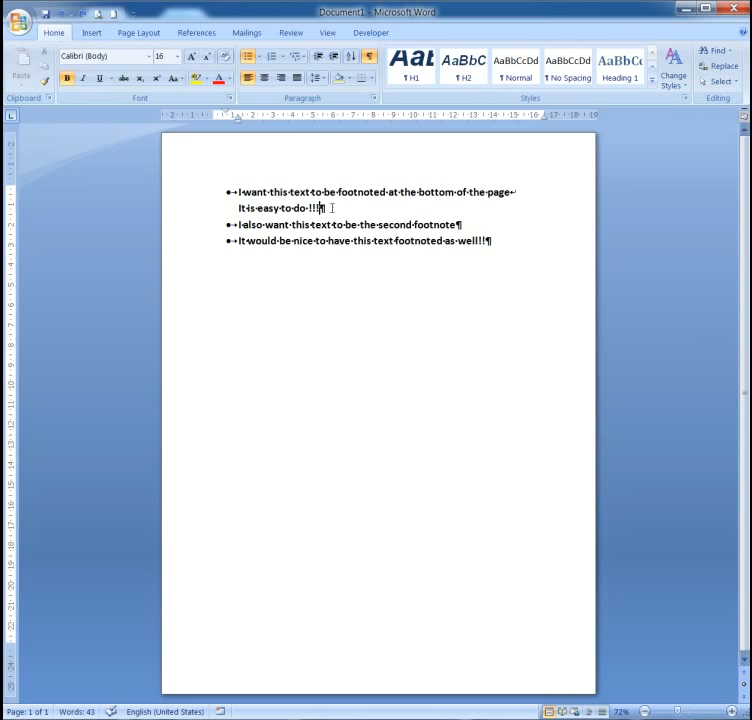 Document1 - Microsoft Word
Home Insert Page Layout References Mailings Review View Developer
Paste
Calibri (Body) 16
AaBbCcDd AaBbCcDd
¶ H1 ¶ H2 ¶ Normal ¶ No Spacing Heading 1
Change Styles
Find
Replace
Select
Clipboard Font Paragraph Styles Editing
I want this text to be footnoted at the bottom of the page
It is easy to do !!!¶
I also want this text to be the second footnote¶
It would be nice to have this text footnoted as well!!¶
Page: 1 of 1 Words: 43 English (United States) 72%